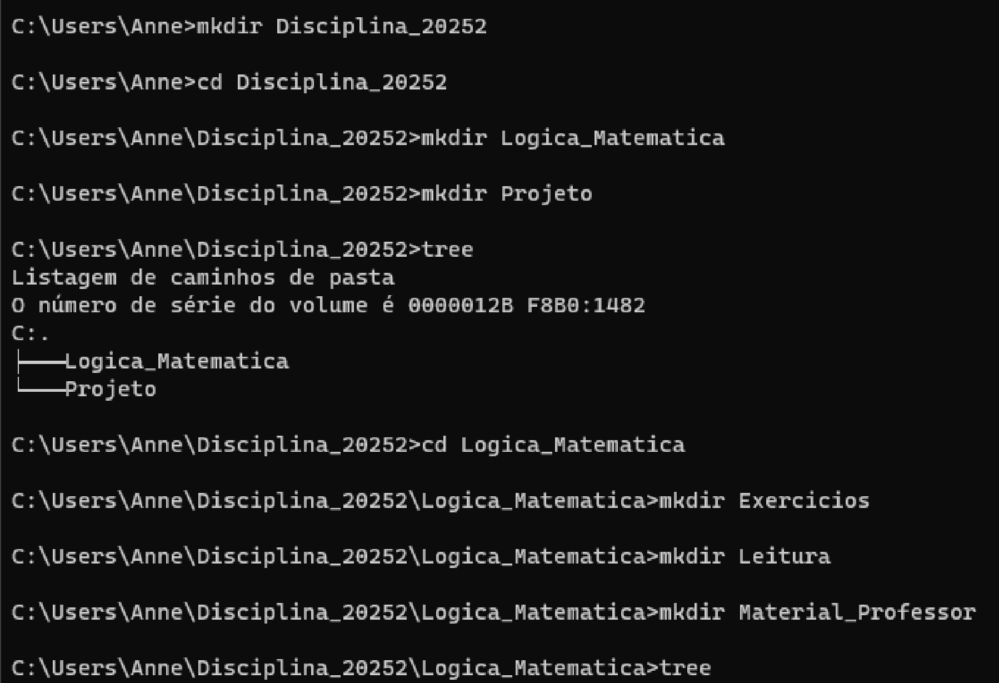 C:\Users\Anne>mkdir Disciplina_20252
C:\Users\Anne>cd Disciplina_20252
C:\Users\Anne\Disciplina_20252>mkdir Logica_Matematica
C:\Users\Anne\Disciplina_20252>mkdir Projeto
C:\Users\Anne\Disciplina_20252>tree
Listagem de caminhos de pasta
O número de série do volume é 0000012B F8B0:1482
C:.
├───Logica_Matematica
└───Projeto
C:\Users\Anne\Disciplina_20252>cd Logica_Matematica
C:\Users\Anne\Disciplina_20252\Logica_Matematica>mkdir Exercicios
C:\Users\Anne\Disciplina_20252\Logica_Matematica>mkdir Leitura
C:\Users\Anne\Disciplina_20252\Logica_Matematica>mkdir Material_Professor
C:\Users\Anne\Disciplina_20252\Logica_Matematica>tree